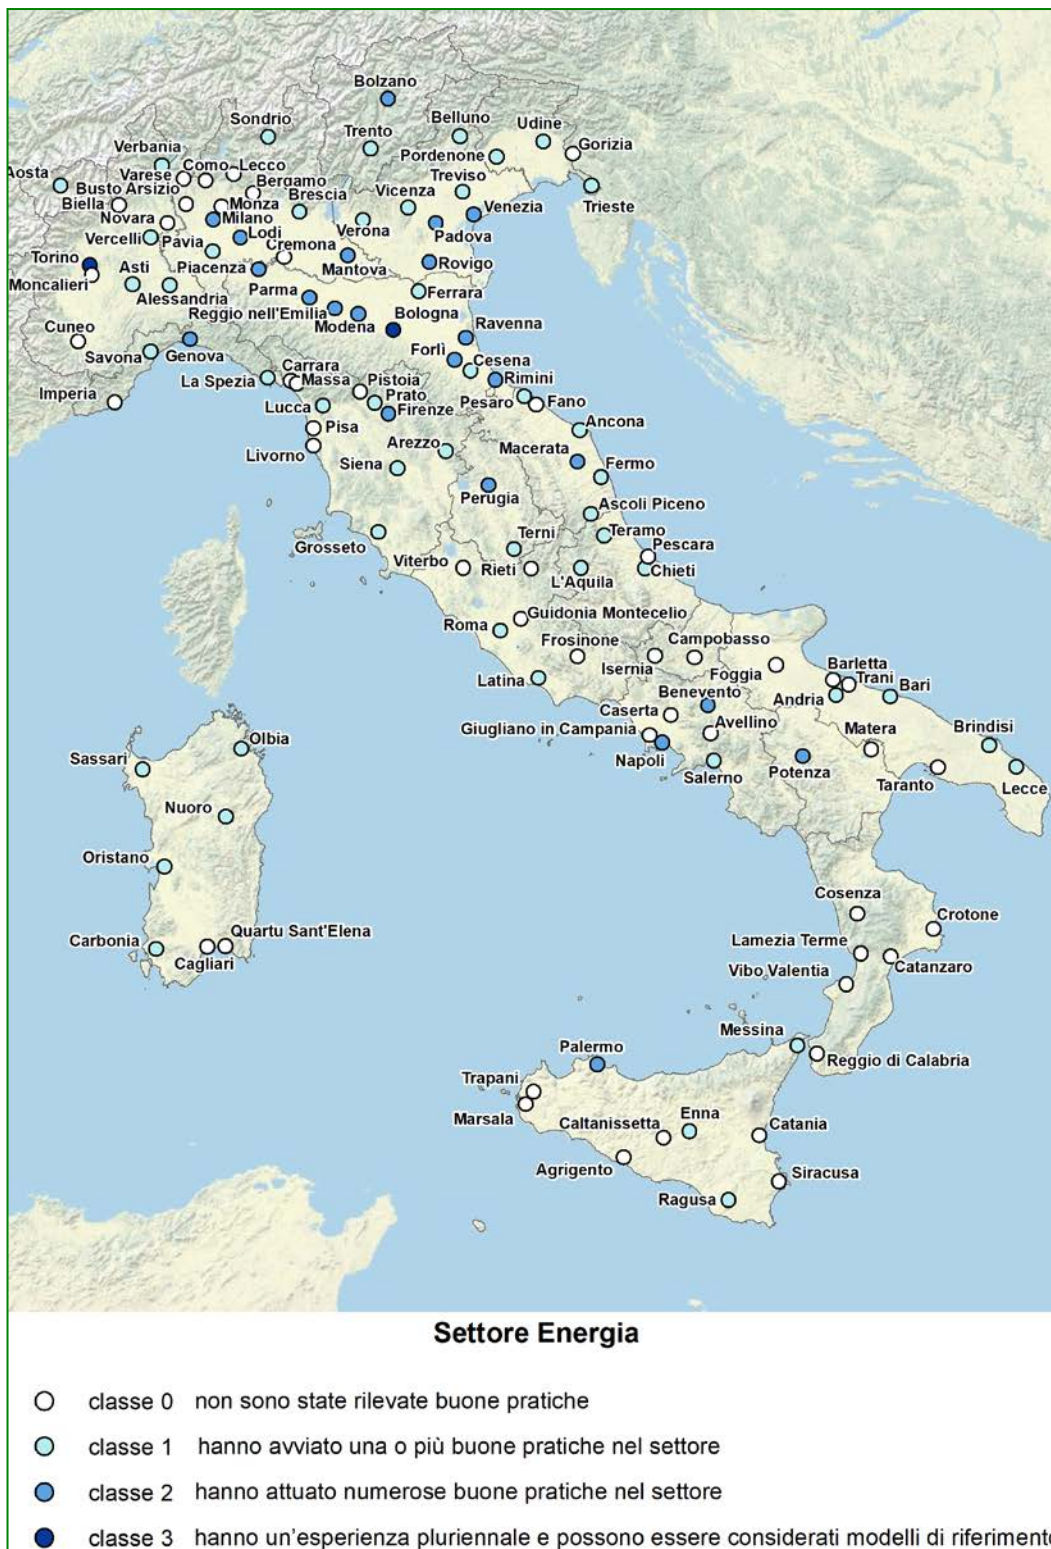 Bolzano
Sondrio
Belluno
Udine
Trento
Verbania
Pordenone
Gorizia
Como
Lecco
Varese
Aosta
Treviso
Bergamo
Busto Arsizio
Vicenza
Brescia
Biella
Monza
Venezia
Trieste
Novara
Milano
Verona
Padova
Vercelli
Lodi
Pavia
Cremona
Torino
Asti
Piacenza
Mantova
Rovigo
Moncalieri
Parma
Ferrara
Alessandria
Reggio nell'Emilia
Bologna
Modena
Ravenna
Cuneo
Savona
Genova
Forlì
Carrara
Cesena
La Spezia
Massa
Pistoia
Rimini
Imperia
Prato
Pesaro
Fano
Lucca
Firenze
Ancona
Pisa
Arezzo
Macerata
Livorno
Siena
Fermo
Perugia
Ascoli Piceno
Terni
Teramo
Grosseto
Pescara
Viterbo
Rieti
L'Aquila
Chieti
Guidonia Montecelio
Roma
Frosinone
Campobasso
Isernia
Foggia
Barletta
Latina
Trani
Benevento
Andria
Bari
Caserta
Giugliano in Campania
Avellino
Matera
Brindisi
Olbia
Sassari
Napoli
Salerno
Potenza
Taranto
Lecce
Nuoro
Oristano
Cosenza
Crotone
Quartu Sant'Elena
Carbonia
Lamezia Terme
Cagliari
Catanzaro
Vibo Valentia
Messina
Palermo
Reggio di Calabria
Trapani
Marsala
Enna
Caltanissetta
Catania
Agrigento
Siracusa
Ragusa
Settore Energia
classe 0 non sono state rilevate buone pratiche
classe 1 hanno avviato una o più buone pratiche nel settore
classe 2 hanno attuato numerose buone pratiche nel settore
classe 3 hanno un'esperienza pluriennale e possono essere considerati modelli di riferimento